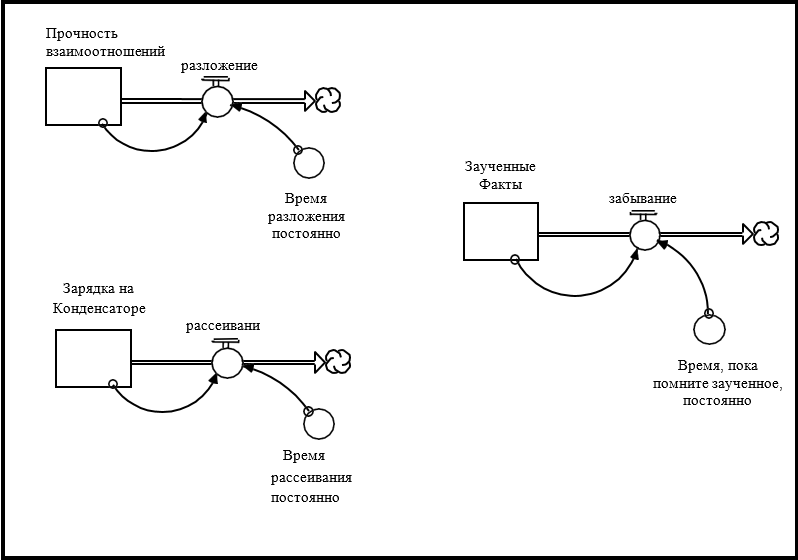 Прочность
взаимоотношений
разложение
Время
разложения
постоянно
Заученные
Факты
забывание
Время, пока
помните заученное,
постоянно
Зарядка на
Конденсаторе
рассеивани
Время
рассеивания
постоянно